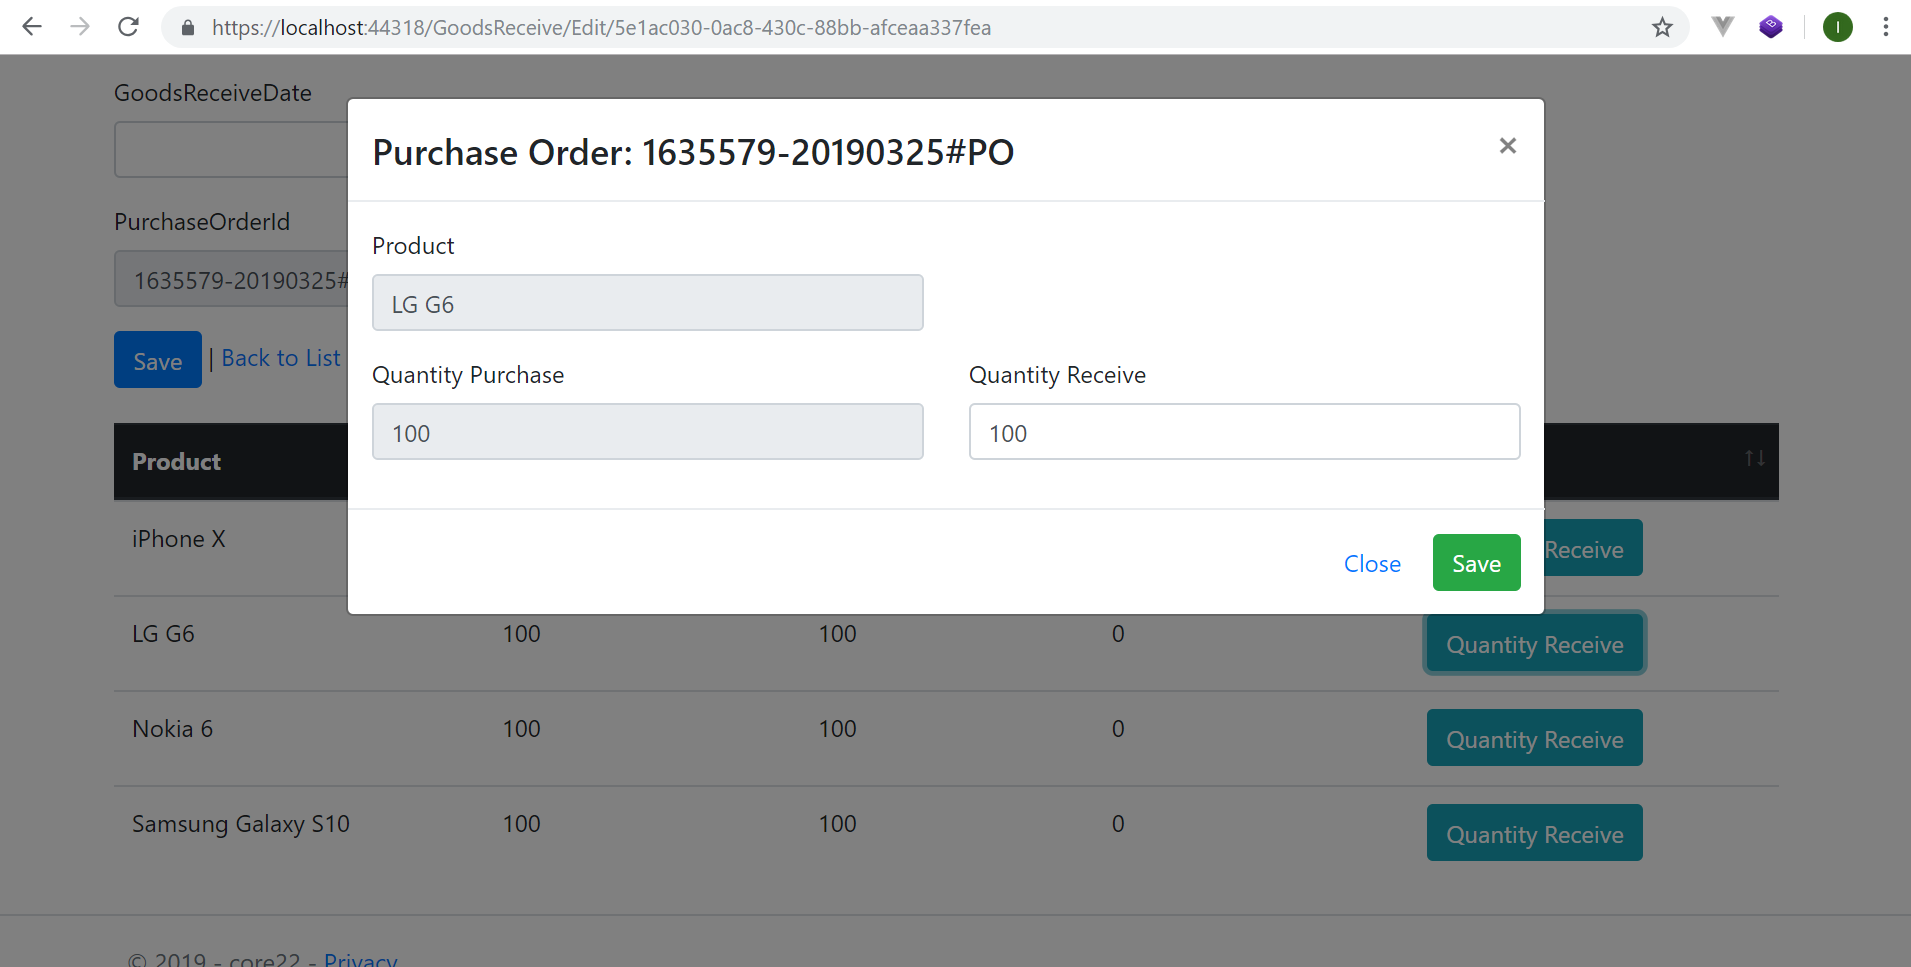 https://localhost:44318/GoodsReceive/Edit/5e1ac030-0ac8-430c-88bb-afceaa337fea
I
GoodsReceiveDate
Purchase Order: 1635579-20190325#PO
×
PurchaseOrderId
1635579-20190325#
Product
LG G6
Save | Back to List
Quantity Purchase
Quantity Receive
100
100
Close
Save
Product
iPhone X
Receive
LG G6 100 100 0 Quantity Receive
Nokia 6 100 100 0 Quantity Receive
Samsung Galaxy S10 100 100 0 Quantity Receive
© 2019 - core22 - Privacy